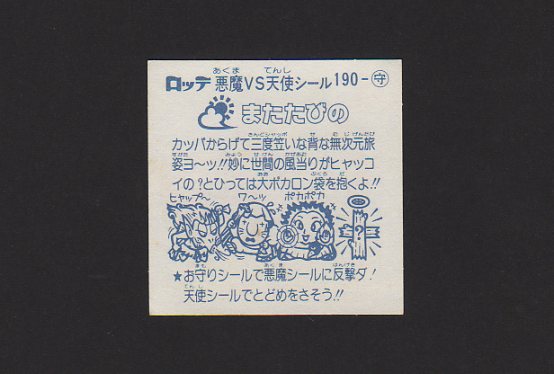 ロッテ 悪魔VS天使シール 190-守
またたびの
カッパからげて三度笠いな背な無次元旅
姿ヨ〜ッ!!妙に世間の風当りがヒャッコ
イの?とひっては大ポカロン袋を抱くよ!!
ヒャップ〜 ワ〜ッ ポカポカ
?
★お守りシールで悪魔シールに反撃ダ!
天使シールでとどめをさそう!!